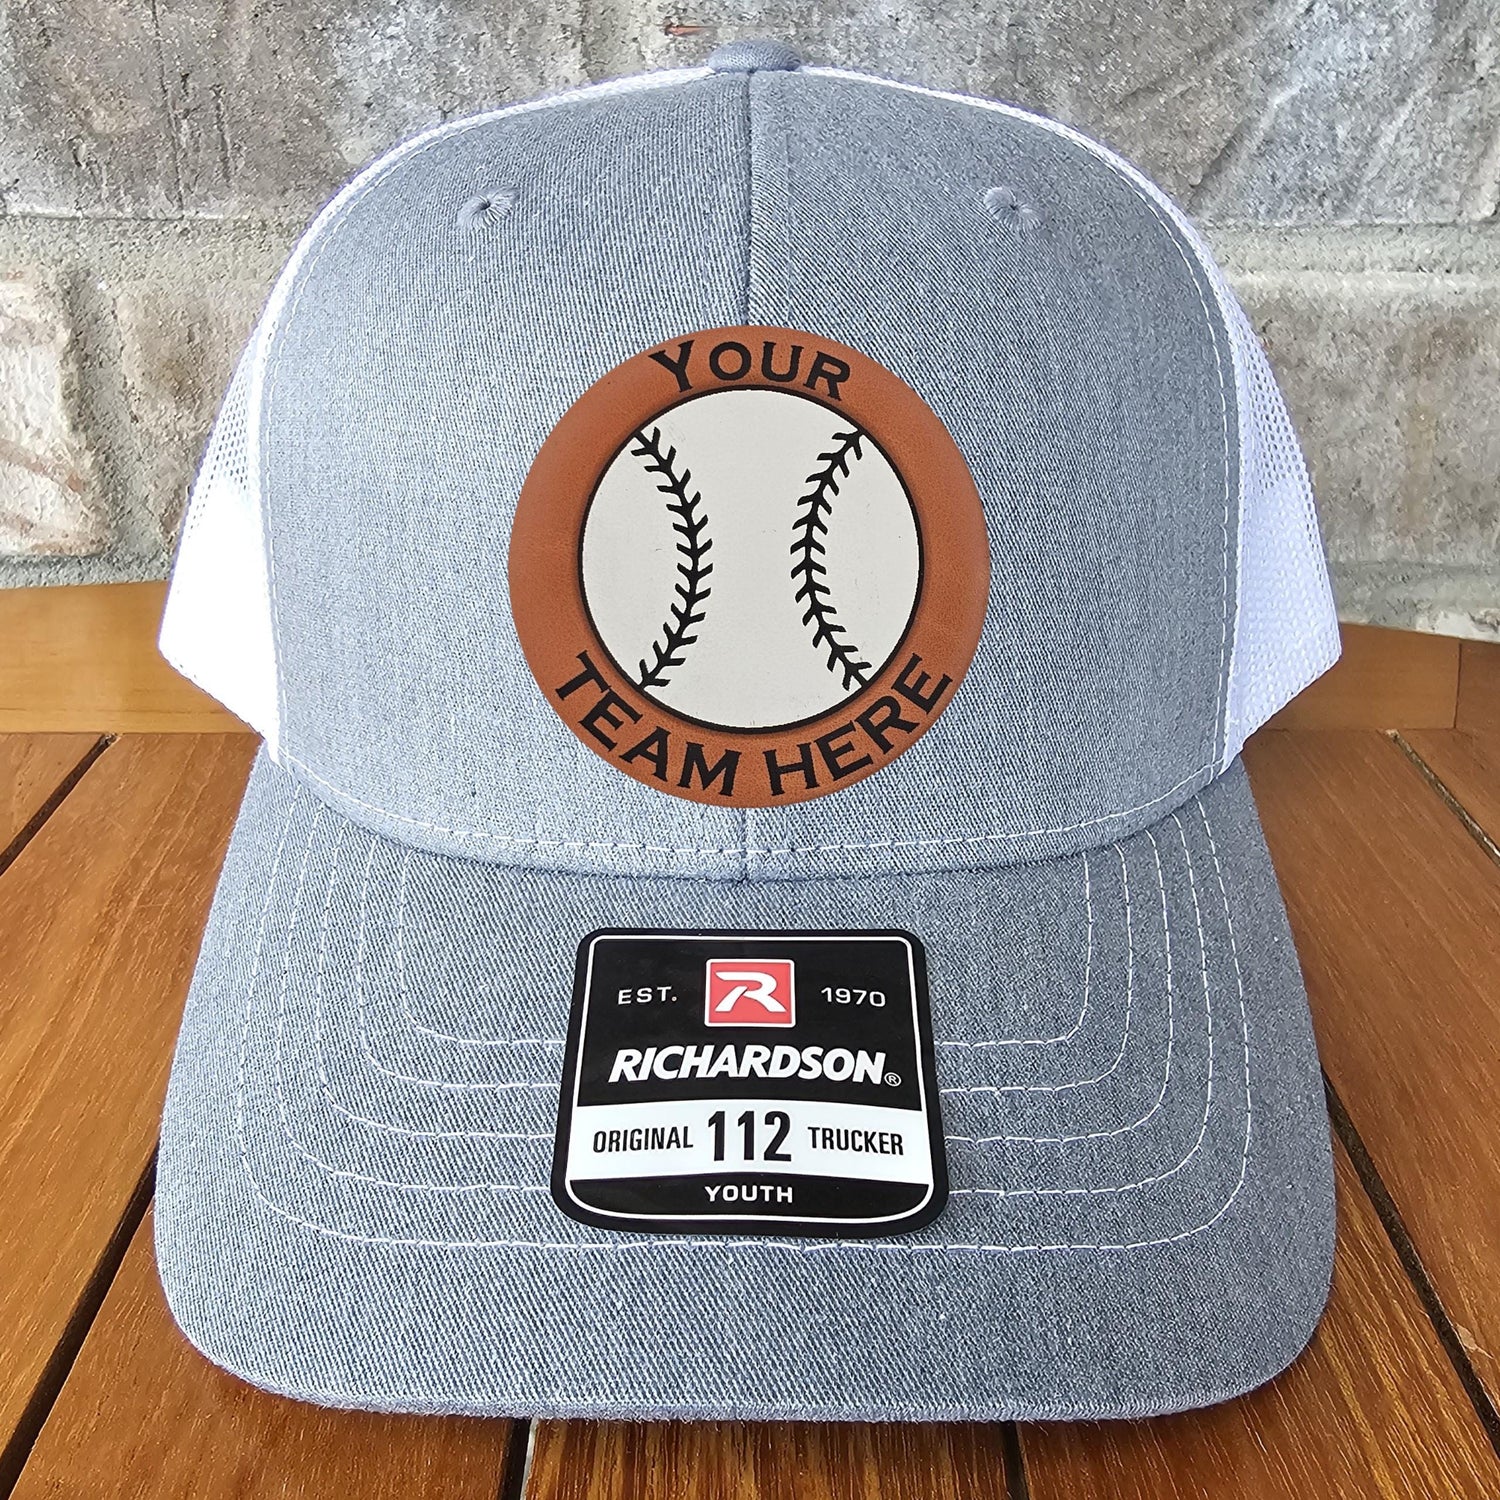 YOUR
TEAM HERE
EST. R 1970
RICHARDSON®
ORIGINAL 112 TRUCKER
YOUTH